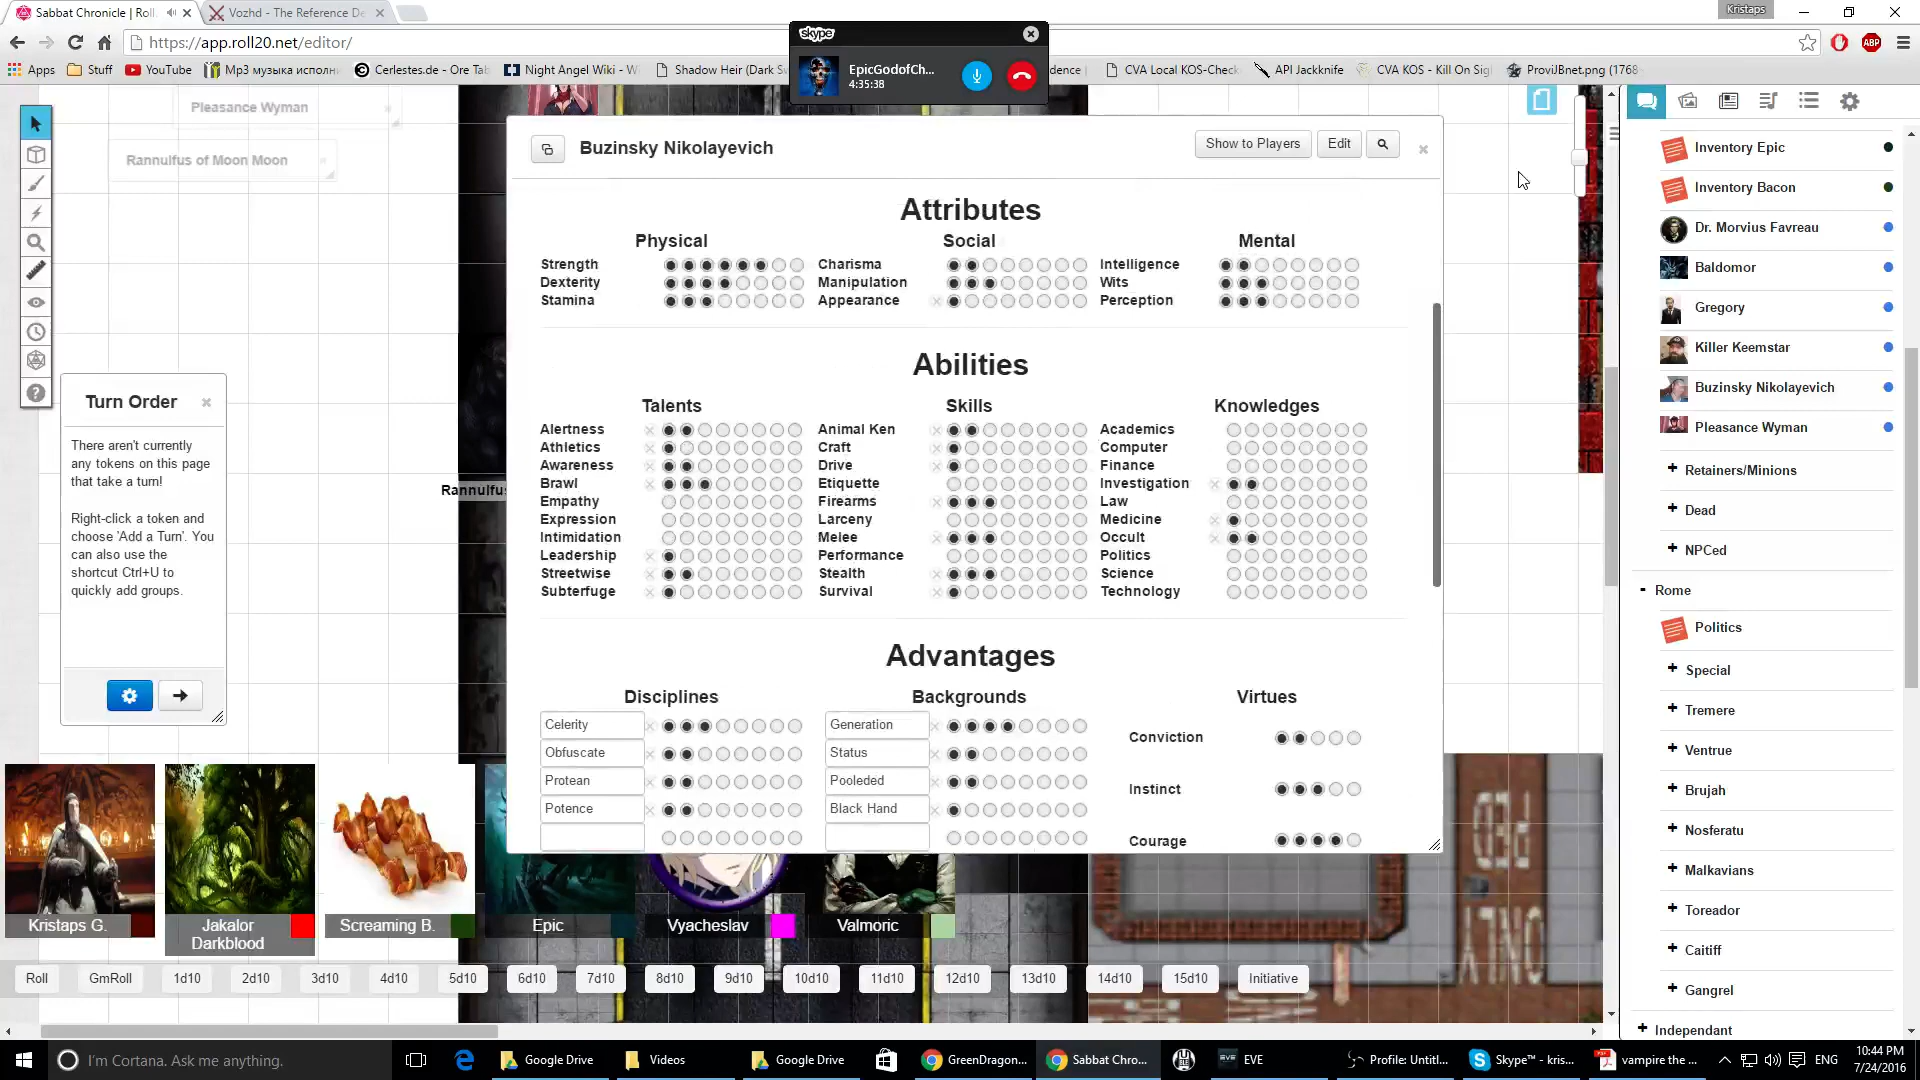 Sabbat Chronicle | Roll
Vozhd - The Reference De
Kristaps
https://app.roll20.net/editor/
skype
EpicGodofCh...
4:35:38
Apps
Stuff
YouTube
Mp3 музыка исполн
Cerlestes.de - Ore Tab
Night Angel Wiki - W
Shadow Heir (Dark S
dence
CVA Local KOS-Check
API Jackknife
CVA KOS - Kill On Sigl
ProviJBnet.png (1768
ABP
Pleasance Wyman
Rannulfus of Moon Moon
Buzinsky Nikolayevich
Show to Players
Edit
Attributes
Physical Social Mental
Strength Charisma Intelligence
Dexterity Manipulation Wits
Stamina Appearance Perception
Abilities
Talents Skills Knowledges
Alertness Animal Ken Academics
Athletics Craft Computer
Awareness Drive Finance
Brawl Etiquette Investigation
Empathy Firearms Law
Expression Larceny Medicine
Intimidation Melee Occult
Leadership Performance Politics
Streetwise Stealth Science
Subterfuge Survival Technology
Advantages
Disciplines Backgrounds Virtues
Celerity Generation Conviction
Obfuscate Status
Protean Pooleded Instinct
Potence Black Hand
Courage
Turn Order
There aren't currently
any tokens on this page
that take a turn!
Right-click a token and
choose 'Add a Turn'. You
can also use the
shortcut Ctrl+U to
quickly add groups.
Rannulfus
Inventory Epic
Inventory Bacon
Dr. Morvius Favreau
Baldomor
Gregory
Killer Keemstar
Buzinsky Nikolayevich
Pleasance Wyman
Retainers/Minions
Dead
NPCed
Rome
Politics
Special
Tremere
Ventrue
Brujah
Nosferatu
Malkavians
Toreador
Caitiff
Gangrel
Independant
Kristaps G.
Jakalor
Darkblood
Screaming B.
Epic
Vyacheslav
Valmoric
Roll GmRoll 1d10 2d10 3d10 4d10 5d10 6d10 7d10 8d10 9d10 10d10 11d10 12d10 13d10 14d10 15d10 Initiative
I'm Cortana. Ask me anything.
Google Drive
Videos
Google Drive
GreenDragon...
Sabbat Chro...
EVE
Profile: Untitl...
Skype™ - kris...
vampire the ...
ENG
10:44 PM
7/24/2016